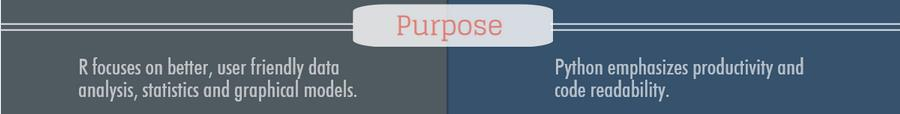 Purpose
R focuses on better, user friendly data
analysis, statistics and graphical models.
Python emphasizes productivity and
code readability.